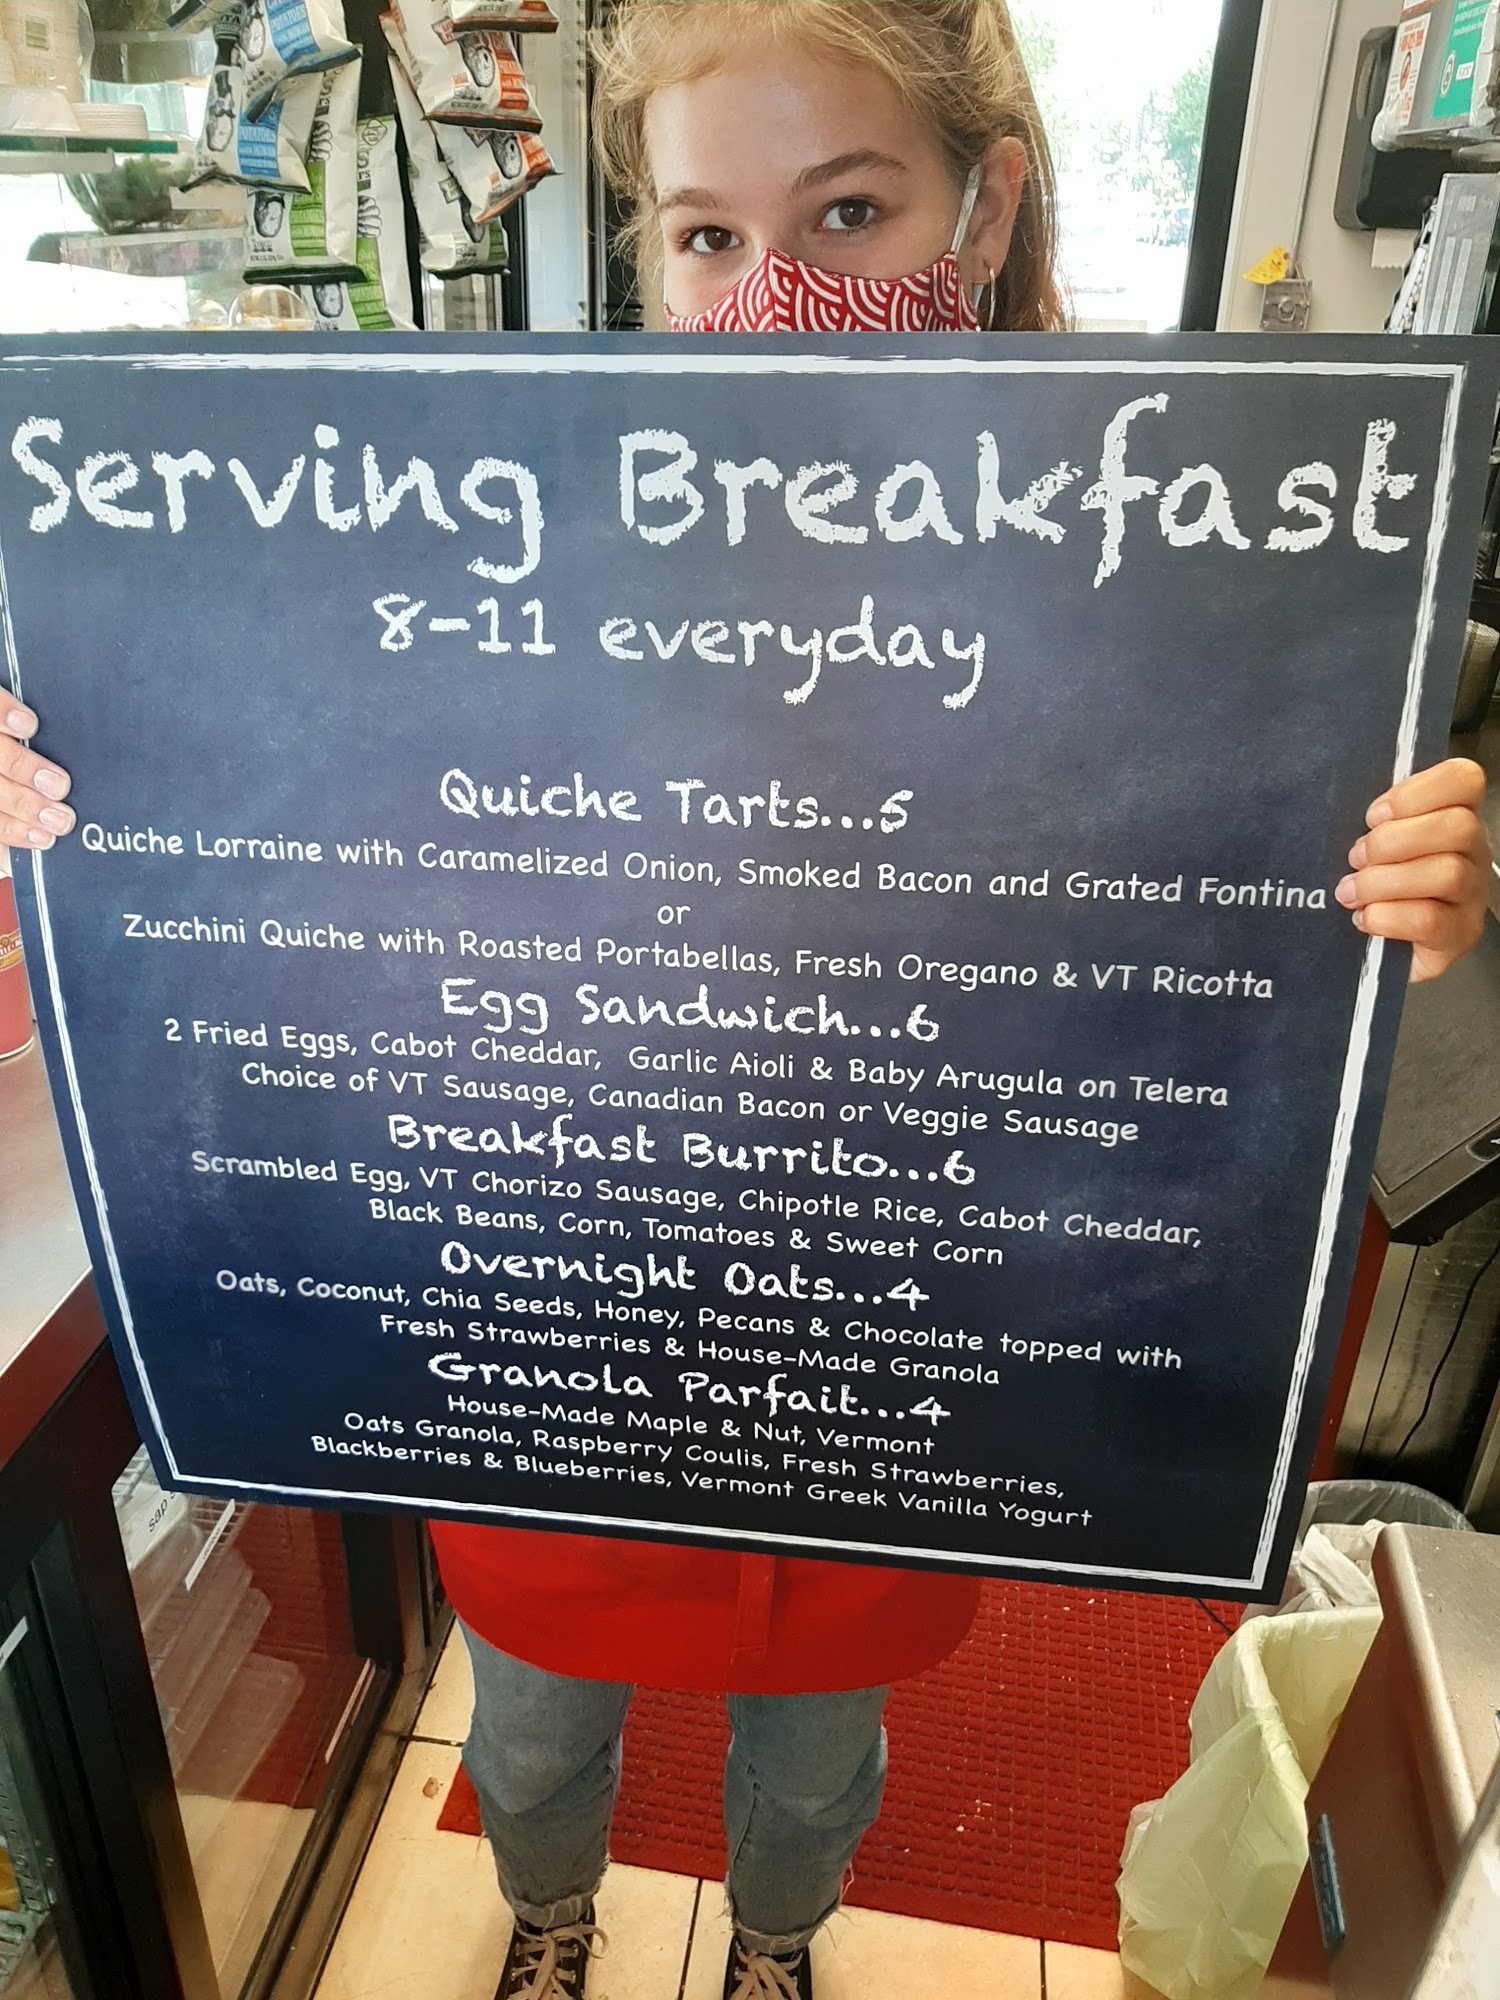 Serving Breakfast
8-11 everyday
Quiche Tarts...5
Quiche Lorraine with Caramelized Onion, Smoked Bacon and Grated Fontina
or
Zucchini Quiche with Roasted Portabellas, Fresh Oregano & VT Ricotta
Egg Sandwich...6
2 Fried Eggs, Cabot Cheddar, Garlic Aioli & Baby Arugula on Telera
Choice of VT Sausage, Canadian Bacon or Veggie Sausage
Breakfast Burrito...6
Scrambled Egg, VT Chorizo Sausage, Chipotle Rice, Cabot Cheddar,
Black Beans, Corn, Tomatoes & Sweet Corn
Overnight Oats...4
Oats, Coconut, Chia Seeds, Honey, Pecans & Chocolate topped with
Fresh Strawberries & House-Made Granola
Granola Parfait...4
House-Made Maple & Nut, Vermont
Oats Granola, Raspberry Coulis, Fresh Strawberries,
Blackberries & Blueberries, Vermont Greek Vanilla Yogurt